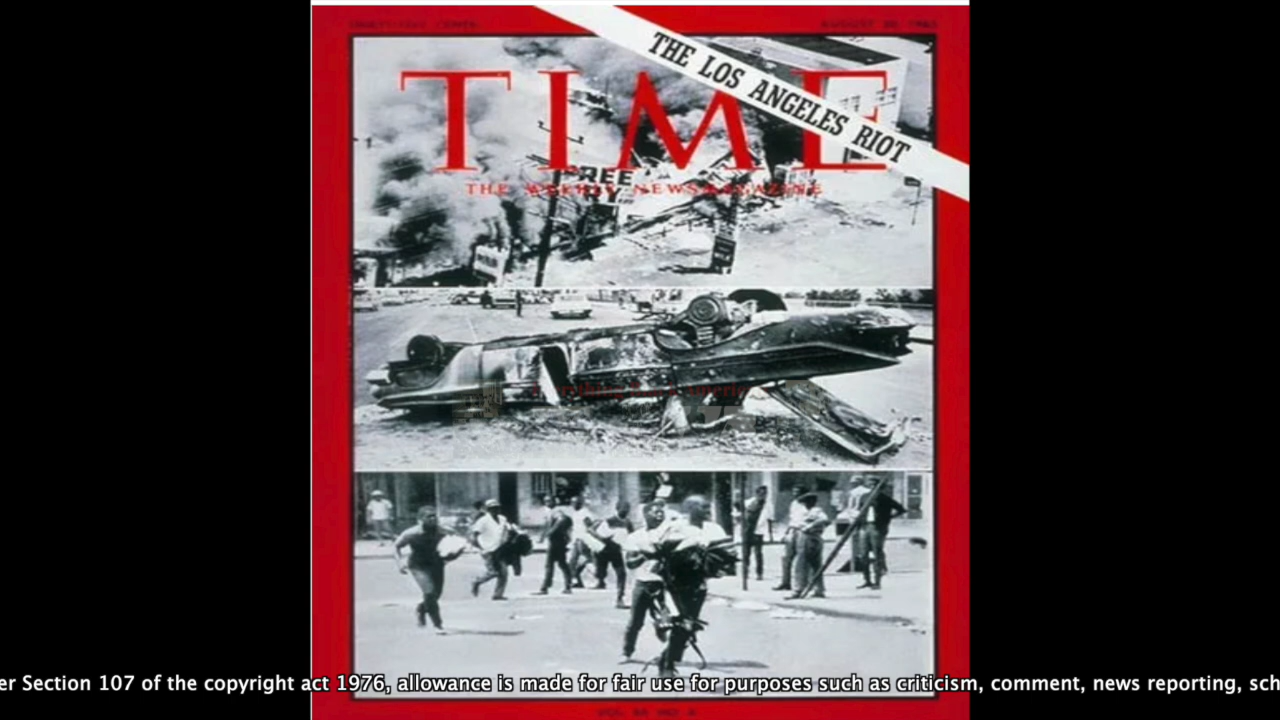 THE LOS ANGELES RIOT
TIME
FREE
THE WEEKLY NEWSMAGAZINE
er Section 107 of the copyright act 1976, allowance is made for fair use for purposes such as criticism, comment, news reporting, sch